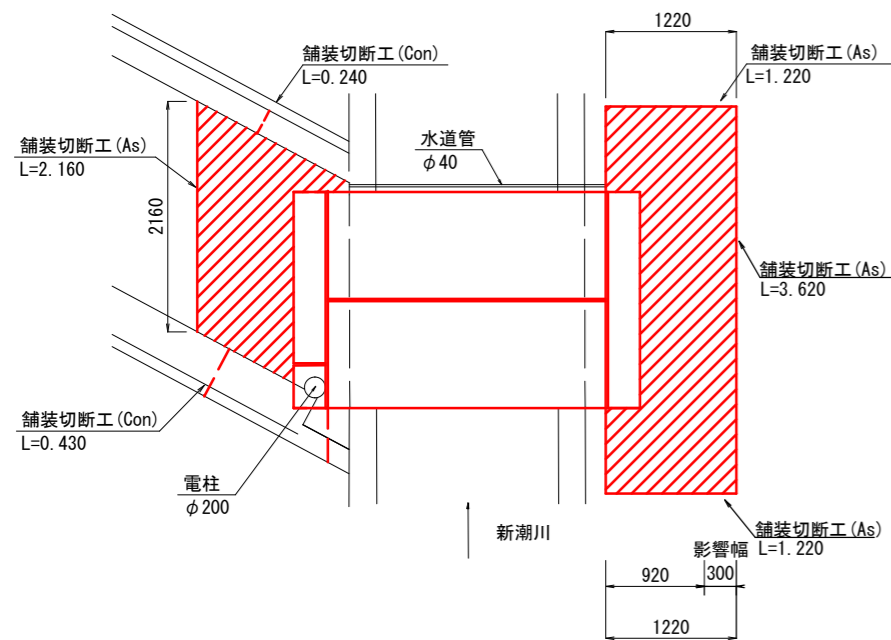 1220
舗装切断工(Con)
L=0.240
舗装切断工(As)
L=1.220
水道管
φ40
舗装切断工(As)
L=2.160
2160
舗装切断工(As)
L=3.620
舗装切断工(Con)
L=0.430
電柱
φ200
新潮川
舗装切断工(As)
L=1.220
影響幅
920
300
1220